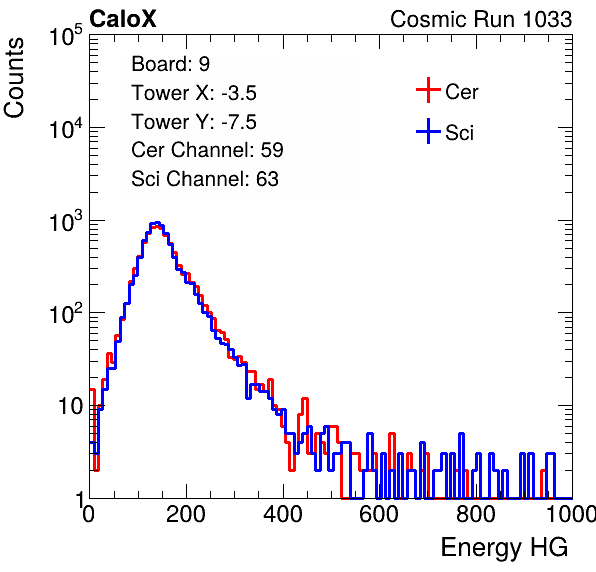 CaloX Cosmic Run 1033
Counts
10^5
10^4
10^3
10^2
10
1
Board: 9
Tower X: -3.5
Tower Y: -7.5
Cer Channel: 59
Sci Channel: 63
Cer
Sci
0 200 400 600 800 1000
Energy HG